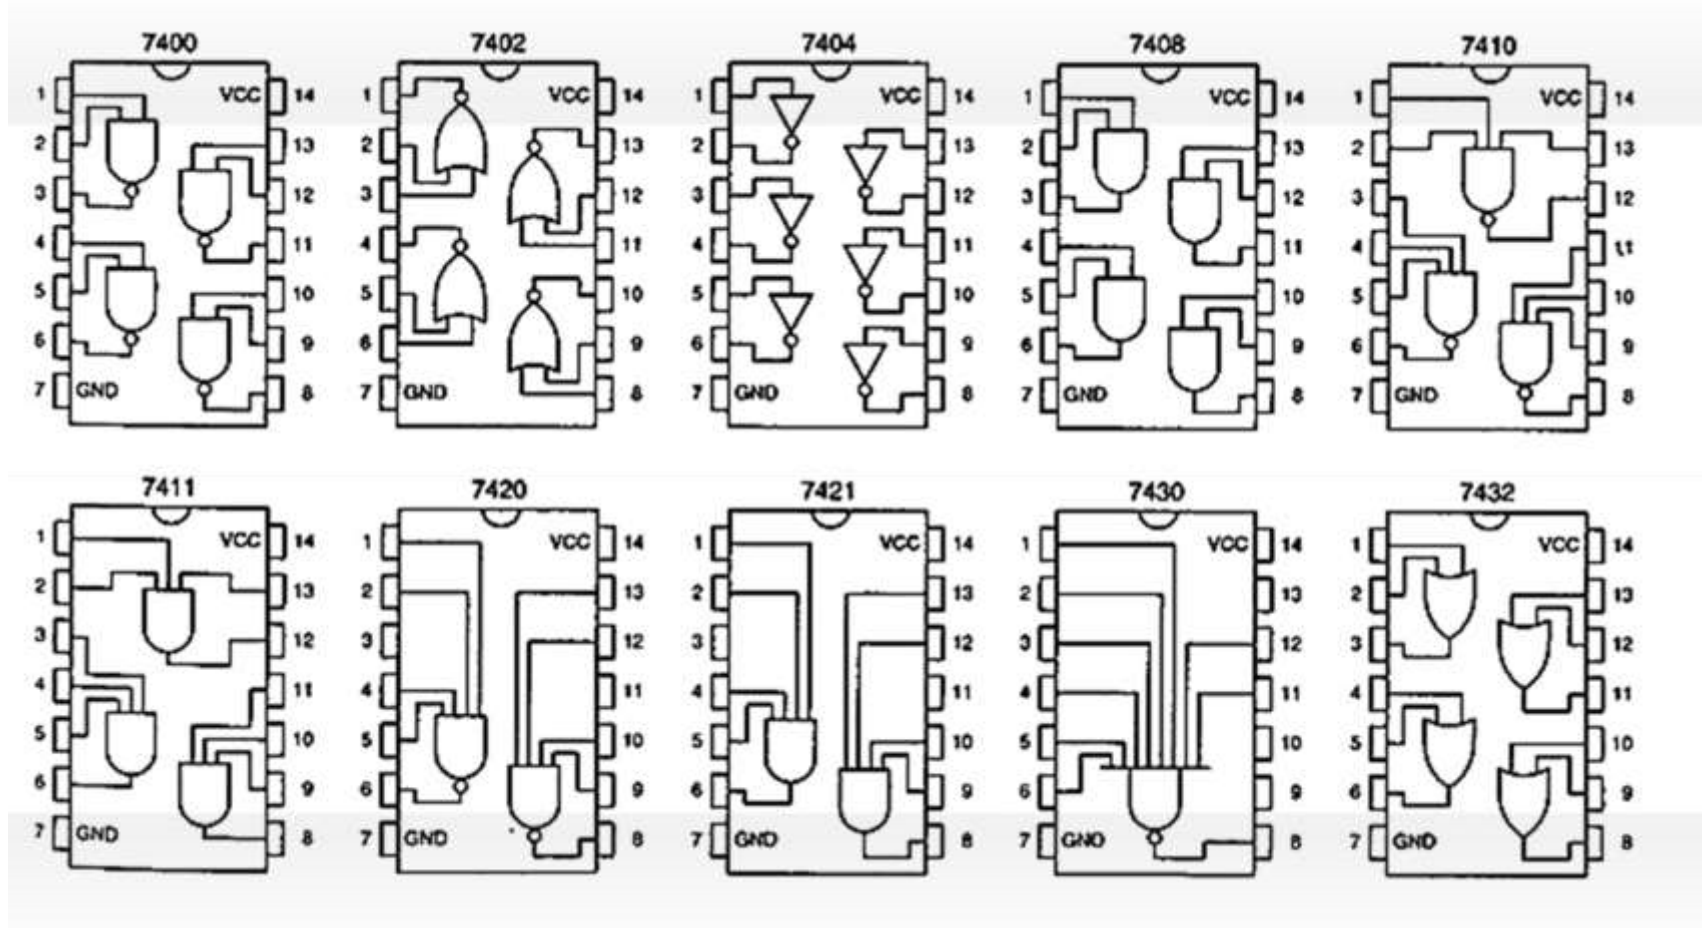 7400 7402 7404 7408 7410
1 VCC 14 1 VCC 14 1 VCC 14 1 VCC 14 1 VCC 14
2 13 2 13 2 13 2 13 2 13
3 12 3 12 3 12 3 12 3 12
4 11 4 11 4 11 4 11 4 11
5 10 5 10 5 10 5 10 5 10
6 9 6 9 6 9 6 9 6 9
7 GND 8 7 GND 8 7 GND 8 7 GND 8 7 GND 8
7411 7420 7421 7430 7432
1 VCC 14 1 VCC 14 1 VCC 14 1 VCC 14 1 VCC 14
2 13 2 13 2 13 2 13 2 13
3 12 3 12 3 12 3 12 3 12
4 11 4 11 4 11 4 11 4 11
5 10 5 10 5 10 5 10 5 10
6 9 6 9 6 9 6 9 6 9
7 GND 8 7 GND 8 7 GND 8 7 GND 8 7 GND 8